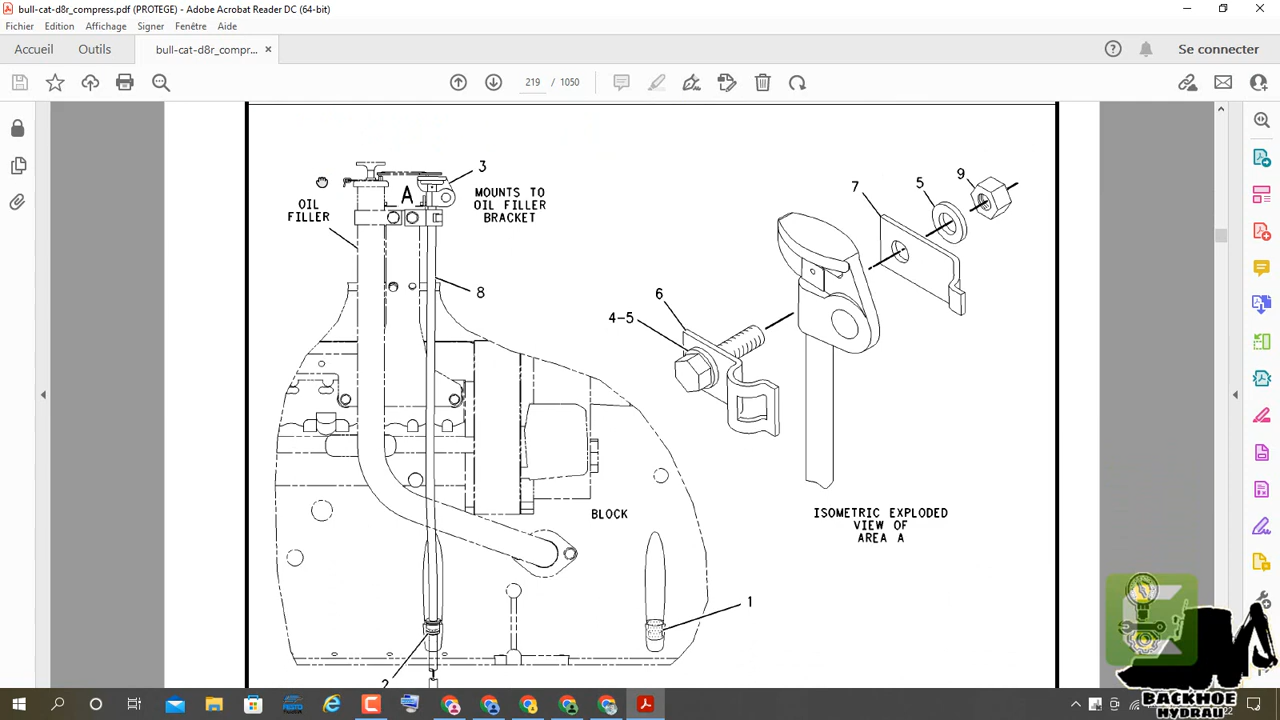 bull-cat-d8r_compress.pdf (PROTEGE) - Adobe Acrobat Reader DC (64-bit)
Fichier Edition Affichage Signer Fenêtre Aide
Accueil Outils bull-cat-d8r_compr... × Se connecter
219 / 1050
3
A
MOUNTS TO
OIL FILLER
BRACKET
OIL
FILLER
8
9
5
7
6
4-5
BLOCK
ISOMETRIC EXPLODED
VIEW OF
AREA A
1
2
BACKHOE
HYDRAU